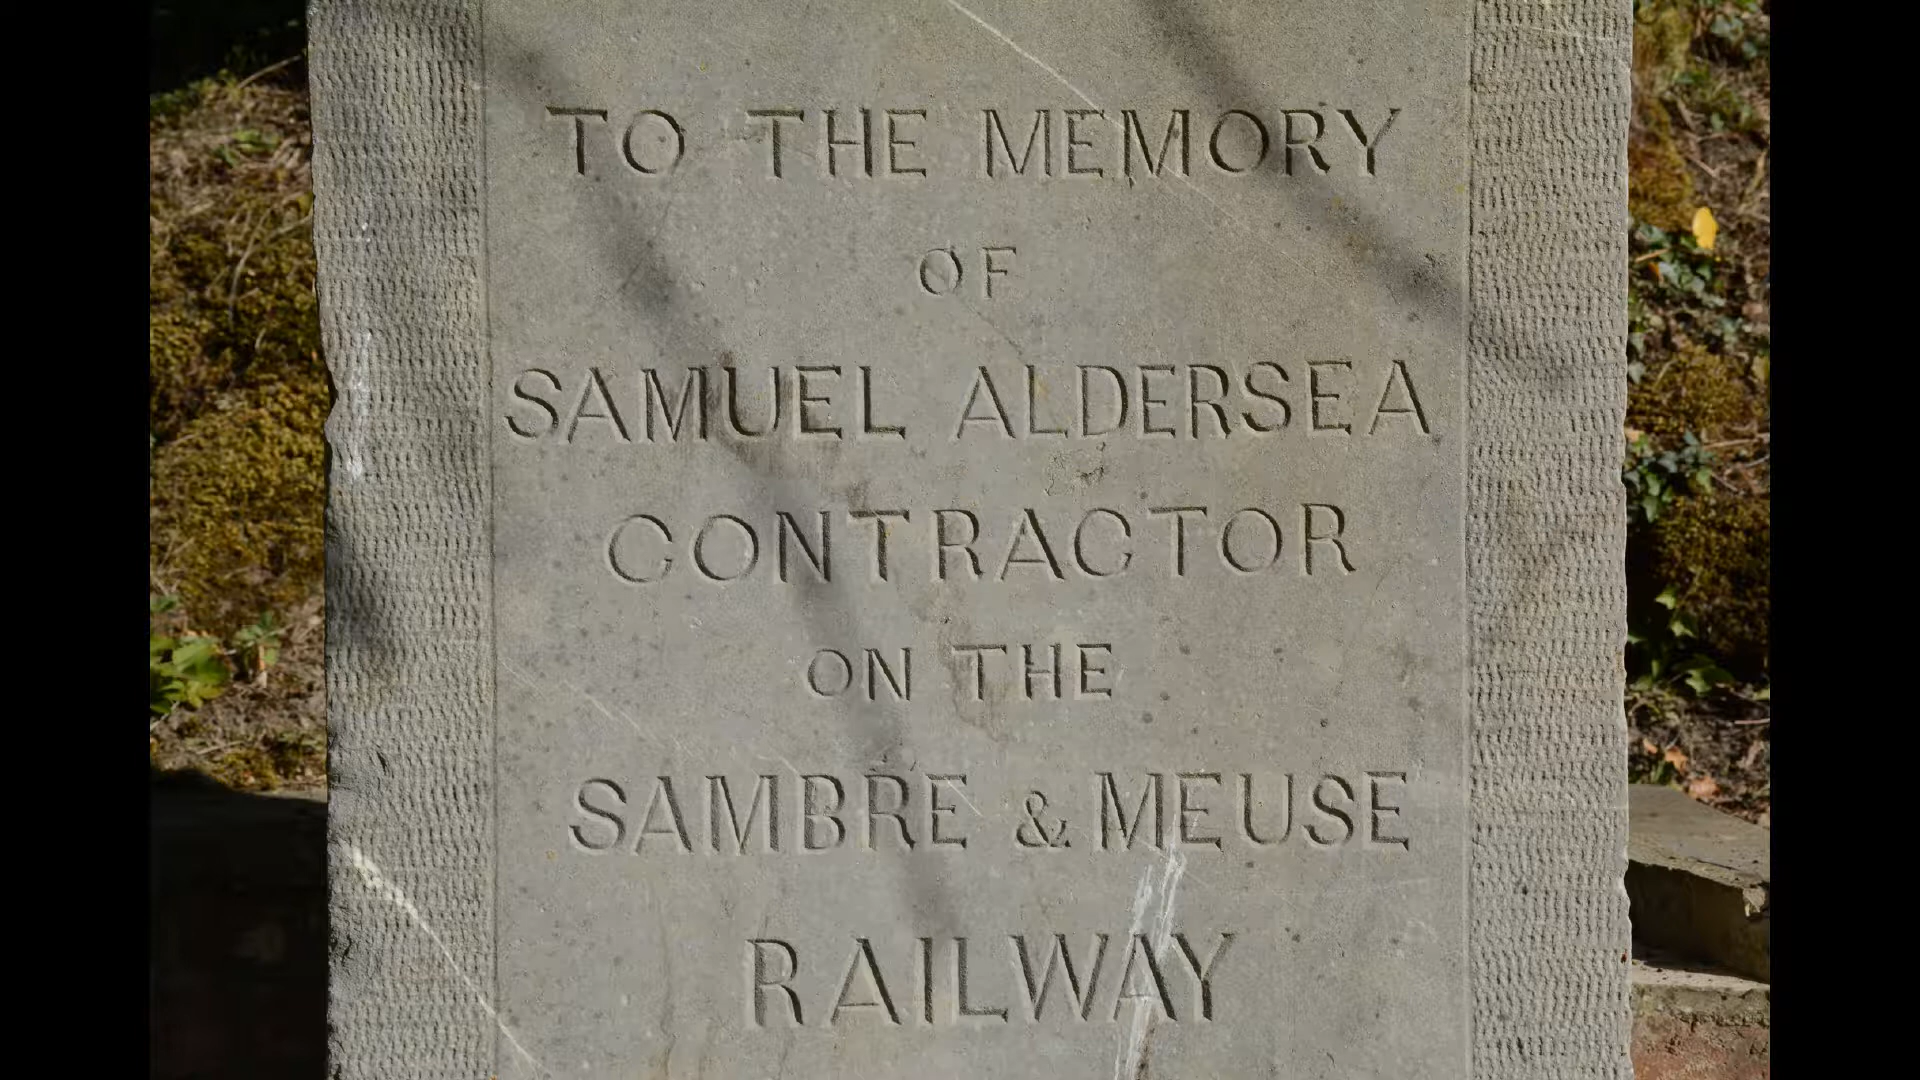 TO THE MEMORY
OF
SAMUEL ALDERSEA
CONTRACTOR
ON THE
SAMBRE & MEUSE
RAILWAY